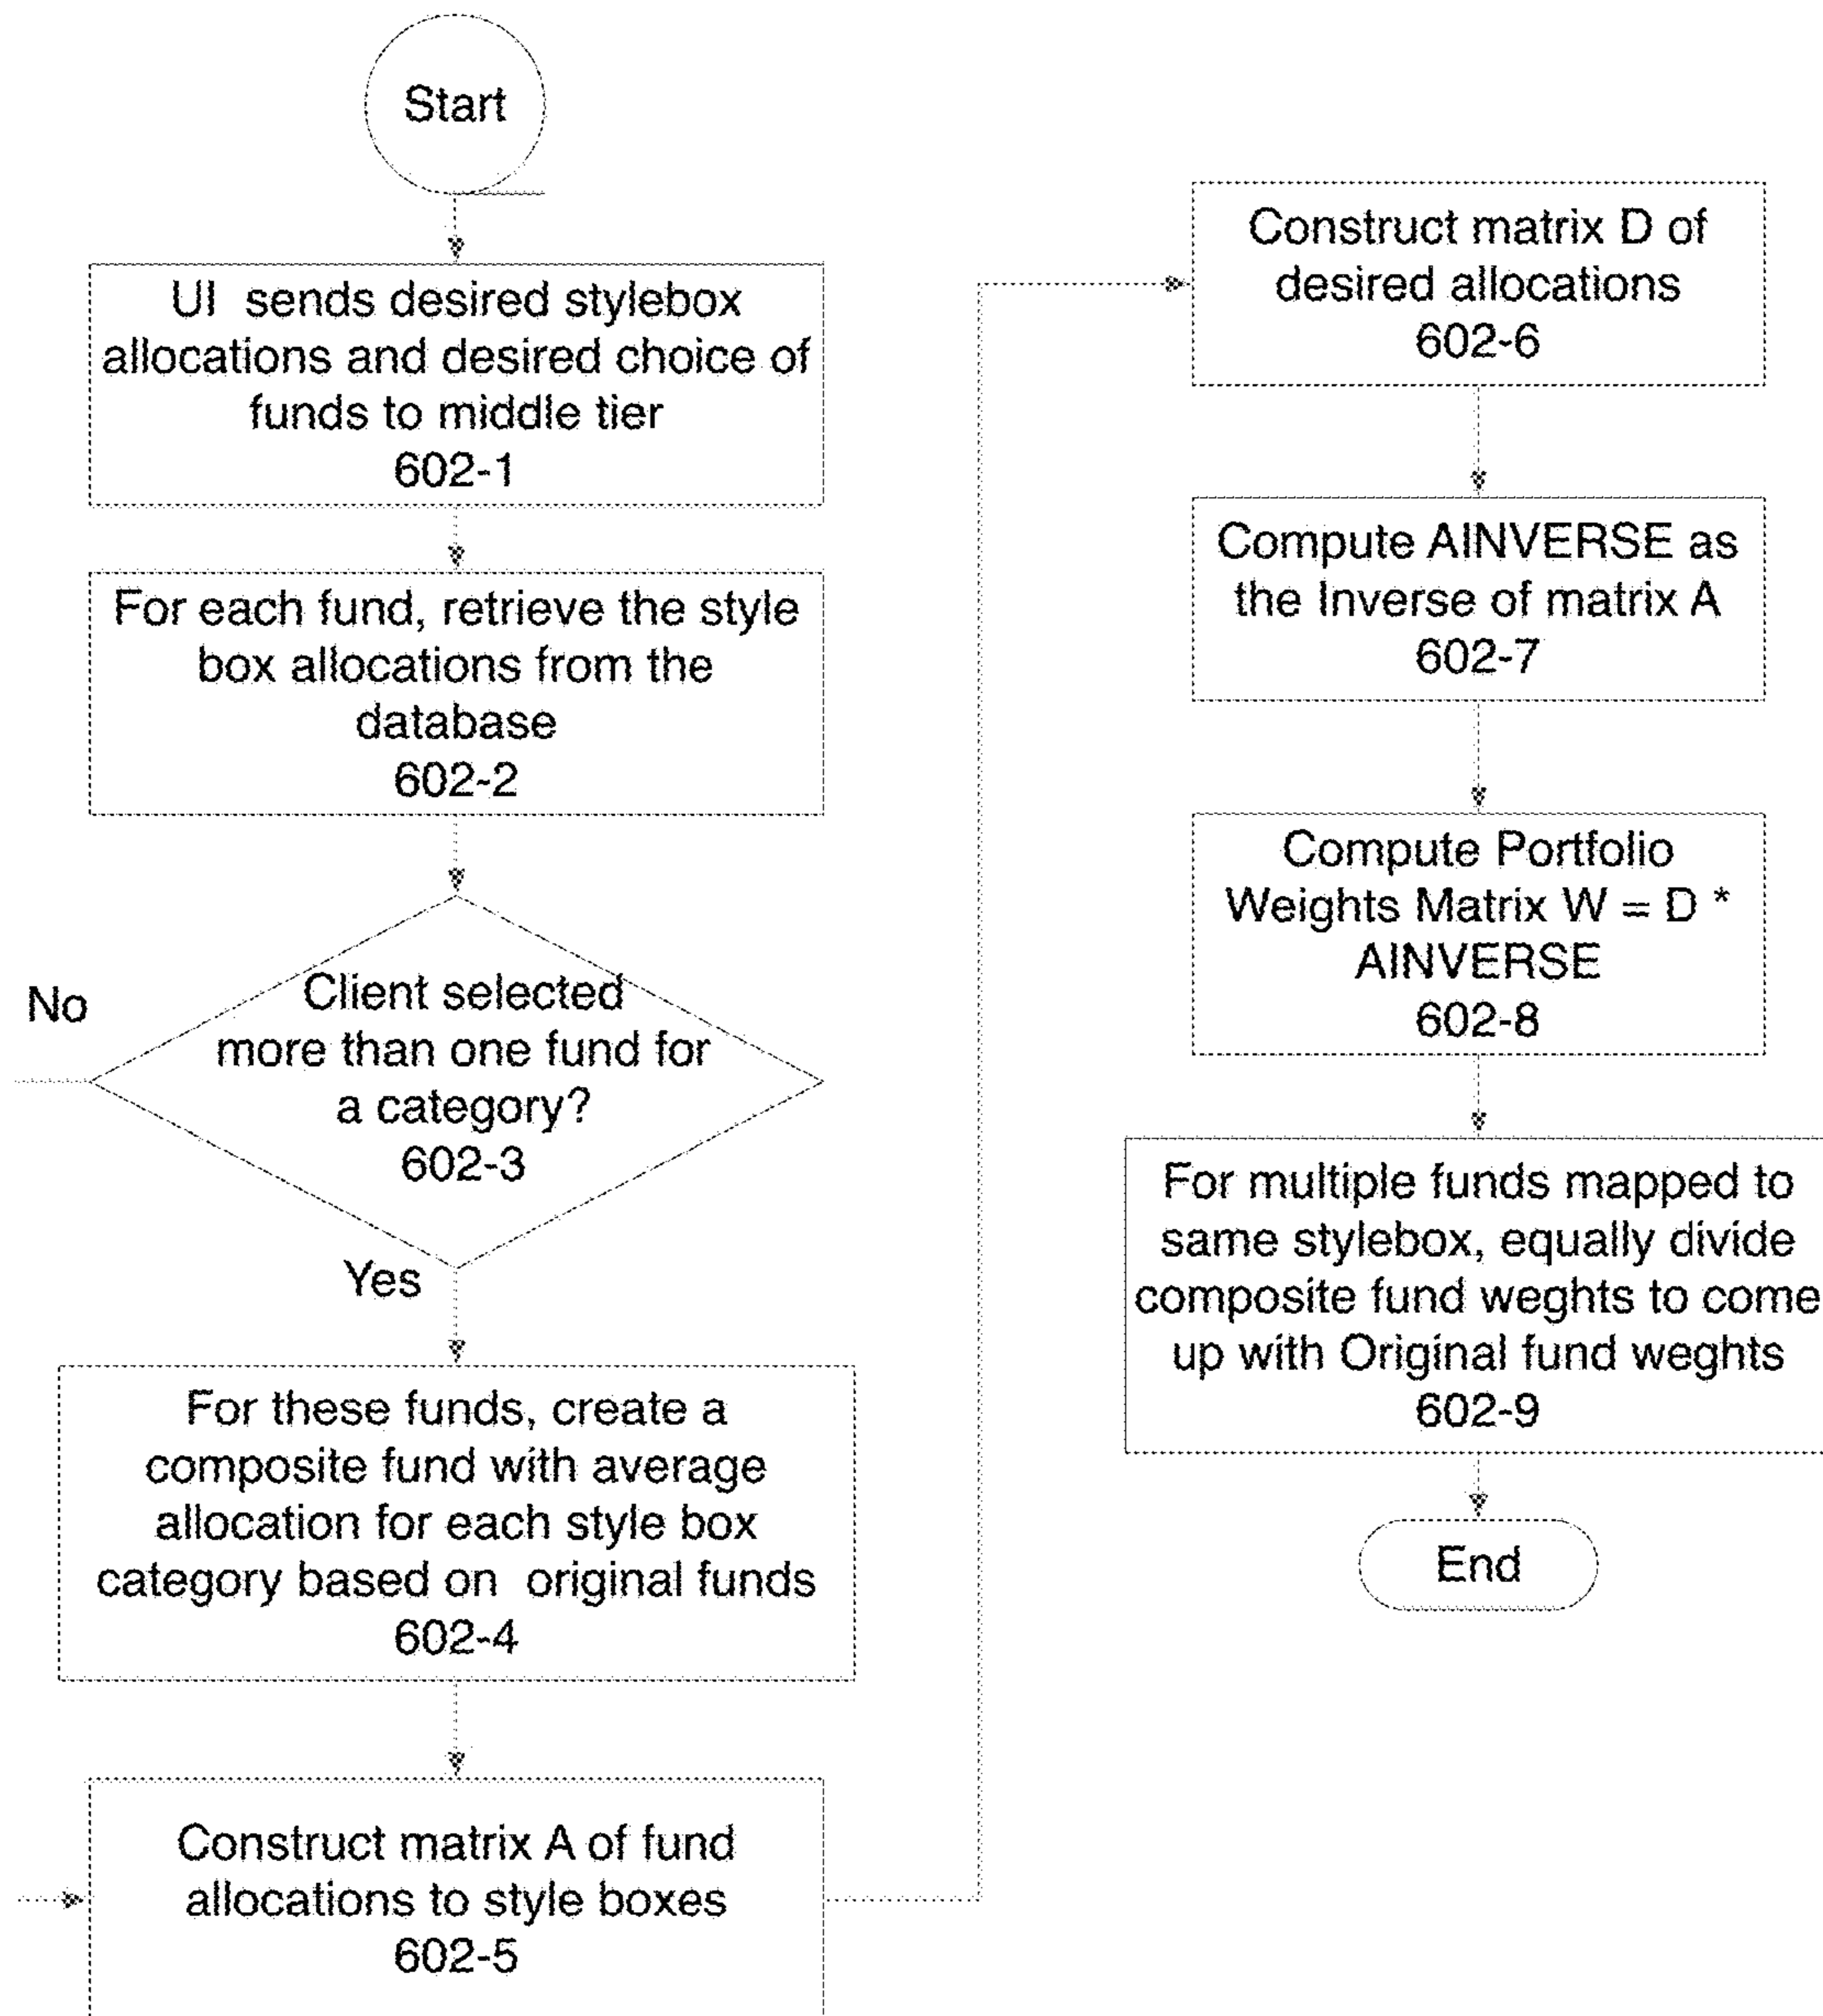 Start
UI sends desired stylebox
allocations and desired choice of
funds to middle tier
602-1
For each fund, retrieve the style
box allocations from the
database
602-2
No
Client selected
more than one fund for
a category?
602-3
Yes
For these funds, create a
composite fund with average
allocation for each style box
category based on original funds
602-4
Construct matrix A of fund
allocations to style boxes
602-5
Construct matrix D of
desired allocations
602-6
Compute AINVERSE as
the Inverse of matrix A
602-7
Compute Portfolio
Weights Matrix W = D *
AINVERSE
602-8
For multiple funds mapped to
same stylebox, equally divide
composite fund weghts to come
up with Original fund weghts
602-9
End